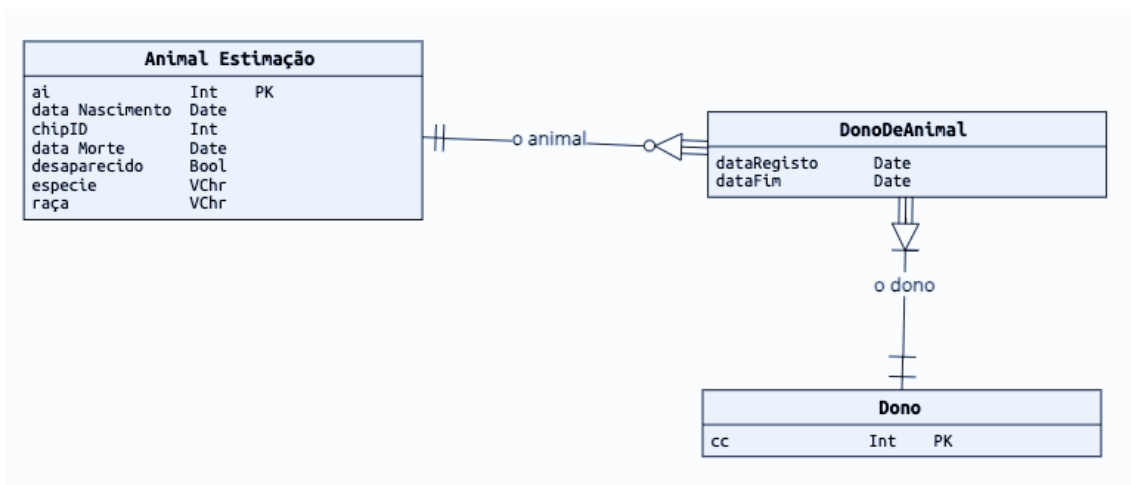 Animal Estimação
ai Int PK
data Nascimento Date
chipID Int
data Morte Date
desaparecido Bool
especie VChr
raça VChr
o animal
DonoDeAnimal
dataRegisto Date
dataFim Date
o dono
Dono
cc Int PK